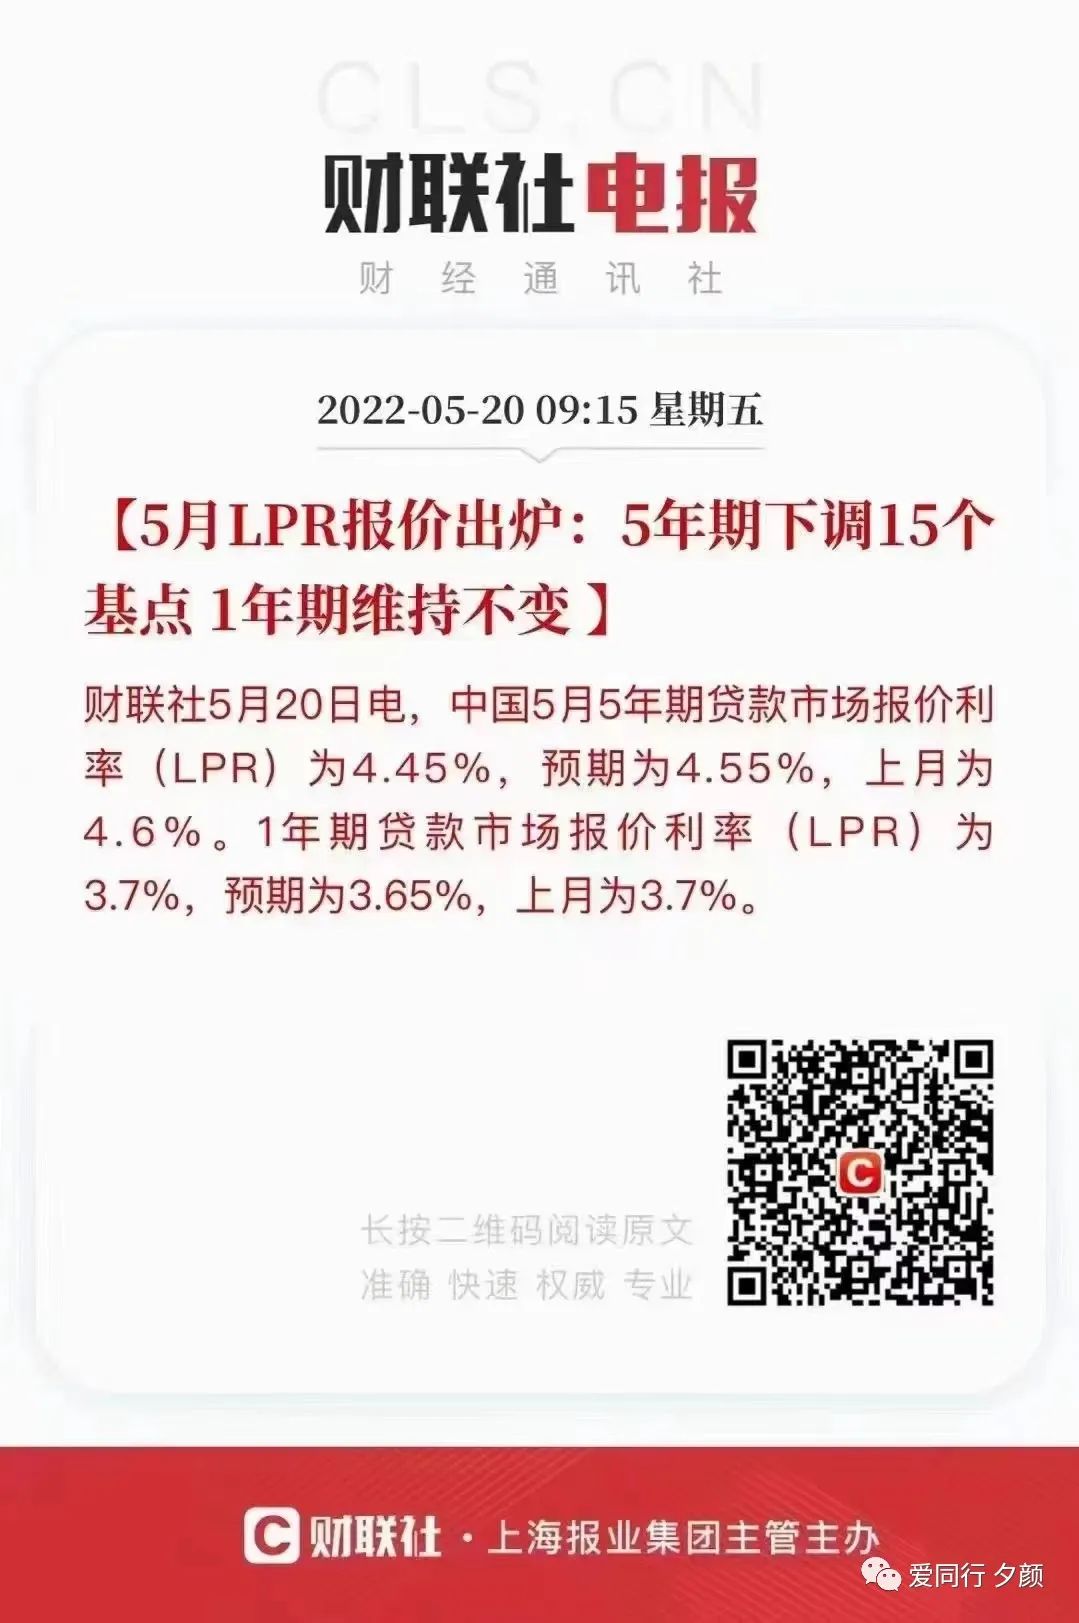 CLS.CN
财联社电报
财经通讯社
2022-05-20 09:15 星期五
【5月LPR报价出炉：5年期下调15个
基点 1年期维持不变】
财联社5月20日电，中国5月5年期贷款市场报价利
率（LPR）为4.45%，预期为4.55%，上月为
4.6%。1年期贷款市场报价利率（LPR）为
3.7%，预期为3.65%，上月为3.7%。
C
长按二维码阅读原文
准确 快速 权威 专业
C 财联社·上海报业集团主管主办
爱同行 夕颜